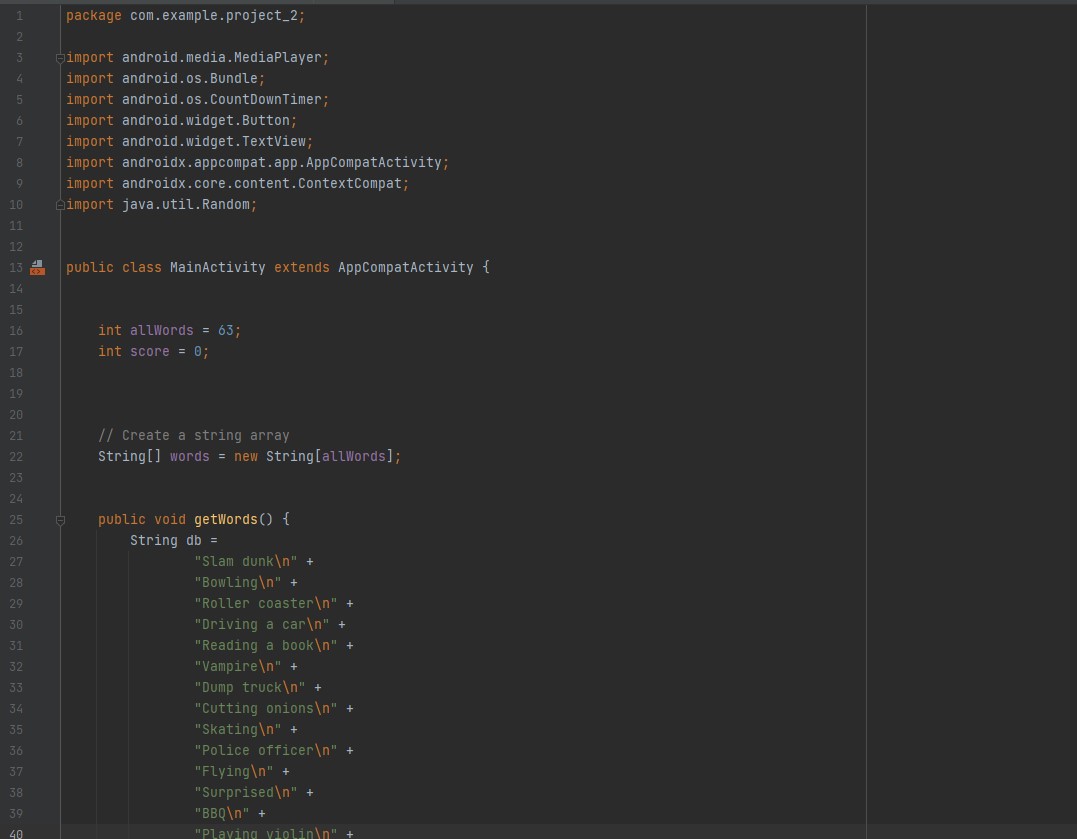 1 package com.example.project_2;
2
3 import android.media.MediaPlayer;
4 import android.os.Bundle;
5 import android.os.CountDownTimer;
6 import android.widget.Button;
7 import android.widget.TextView;
8 import androidx.appcompat.app.AppCompatActivity;
9 import androidx.core.content.ContextCompat;
10 import java.util.Random;
11
12
13 public class MainActivity extends AppCompatActivity {
14
15
16 int allWords = 63;
17 int score = 0;
18
19
20
21 // Create a string array
22 String[] words = new String[allWords];
23
24
25 public void getWords() {
26 String db =
27 "Slam dunk\n" +
28 "Bowling\n" +
29 "Roller coaster\n" +
30 "Driving a car\n" +
31 "Reading a book\n" +
32 "Vampire\n" +
33 "Dump truck\n" +
34 "Cutting onions\n" +
35 "Skating\n" +
36 "Police officer\n" +
37 "Flying\n" +
38 "Surprised\n" +
39 "BBQ\n" +
40 "Playing violin\n" +